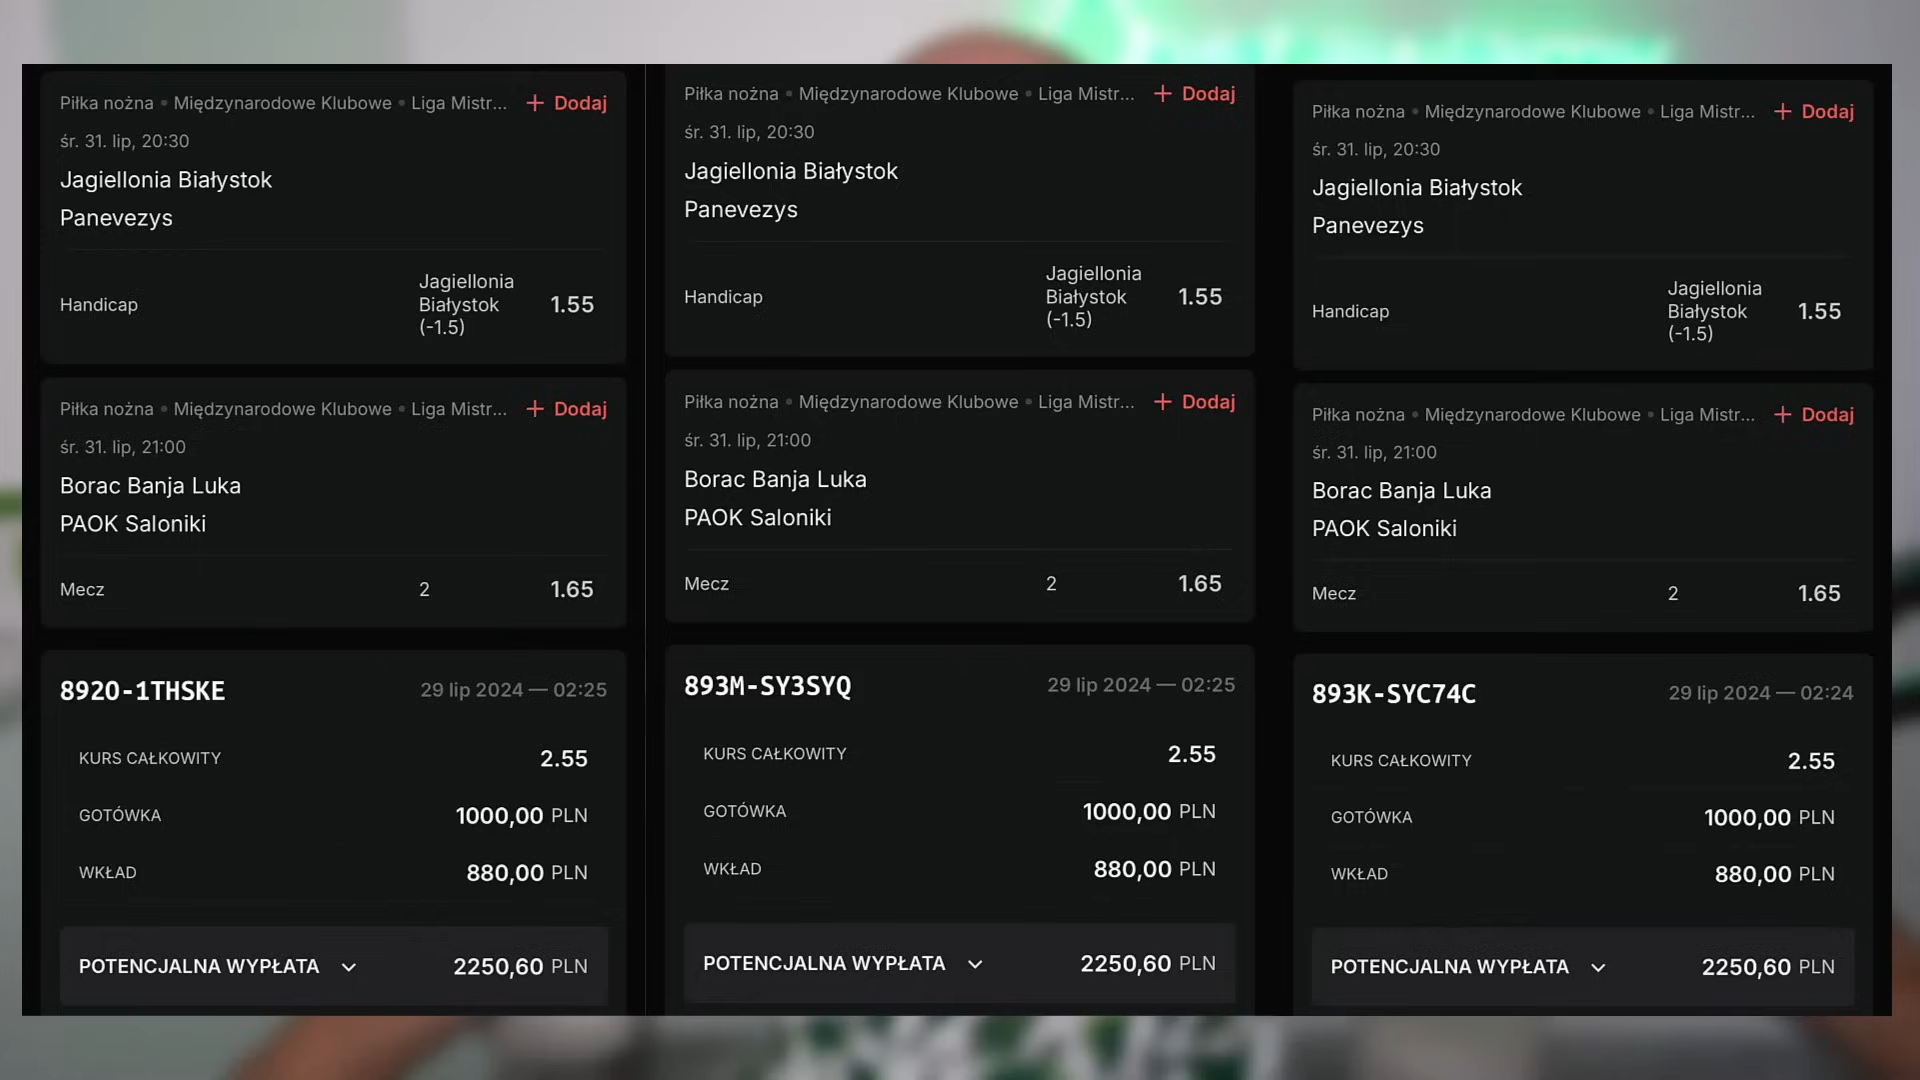 Piłka nożna • Międzynarodowe Klubowe • Liga Mistr... + Dodaj
śr. 31. lip, 20:30
Jagiellonia Białystok
Panevezys
Handicap
Jagiellonia
Białystok
(-1.5)
1.55
Piłka nożna • Międzynarodowe Klubowe • Liga Mistr... + Dodaj
śr. 31. lip, 21:00
Borac Banja Luka
PAOK Saloniki
Mecz 2 1.65
8920-1THSKE 29 lip 2024 — 02:25
KURS CAŁKOWITY 2.55
GOTÓWKA 1000,00 PLN
WKŁAD 880,00 PLN
POTENCJALNA WYPŁATA 2250,60 PLN
Piłka nożna • Międzynarodowe Klubowe • Liga Mistr... + Dodaj
śr. 31. lip, 20:30
Jagiellonia Białystok
Panevezys
Handicap
Jagiellonia
Białystok
(-1.5)
1.55
Piłka nożna • Międzynarodowe Klubowe • Liga Mistr... + Dodaj
śr. 31. lip, 21:00
Borac Banja Luka
PAOK Saloniki
Mecz 2 1.65
893M-SY3SYQ 29 lip 2024 — 02:25
KURS CAŁKOWITY 2.55
GOTÓWKA 1000,00 PLN
WKŁAD 880,00 PLN
POTENCJALNA WYPŁATA 2250,60 PLN
Piłka nożna • Międzynarodowe Klubowe • Liga Mistr... + Dodaj
śr. 31. lip, 20:30
Jagiellonia Białystok
Panevezys
Handicap
Jagiellonia
Białystok
(-1.5)
1.55
Piłka nożna • Międzynarodowe Klubowe • Liga Mistr... + Dodaj
śr. 31. lip, 21:00
Borac Banja Luka
PAOK Saloniki
Mecz 2 1.65
893K-SYC74C 29 lip 2024 — 02:24
KURS CAŁKOWITY 2.55
GOTÓWKA 1000,00 PLN
WKŁAD 880,00 PLN
POTENCJALNA WYPŁATA 2250,60 PLN